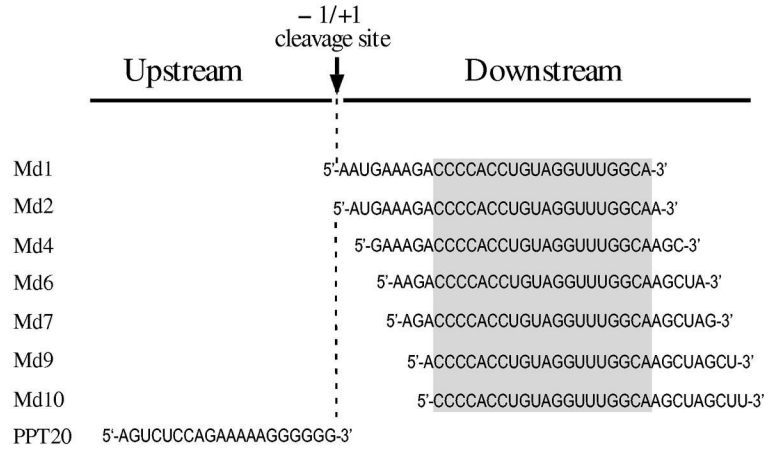 – 1/+1
cleavage site
Upstream Downstream
Md1 5'-AAUGAAAGACCCCACCUGUAGGUUUGGCA-3'
Md2 5'-AUGAAAGACCCCACCUGUAGGUUUGGCAA-3'
Md4 5'-GAAAGACCCCACCUGUAGGUUUGGCAAGC-3'
Md6 5'-AAGACCCCACCUGUAGGUUUGGCAAGCUA-3'
Md7 5'-AGACCCCACCUGUAGGUUUGGCAAGCUAG-3'
Md9 5'-ACCCCACCUGUAGGUUUGGCAAGCUAGCU-3'
Md10 5'-CCCCACCUGUAGGUUUGGCAAGCUAGCUU-3'
PPT20 5'-AGUCUCCAGAAAAAGGGGGG-3'